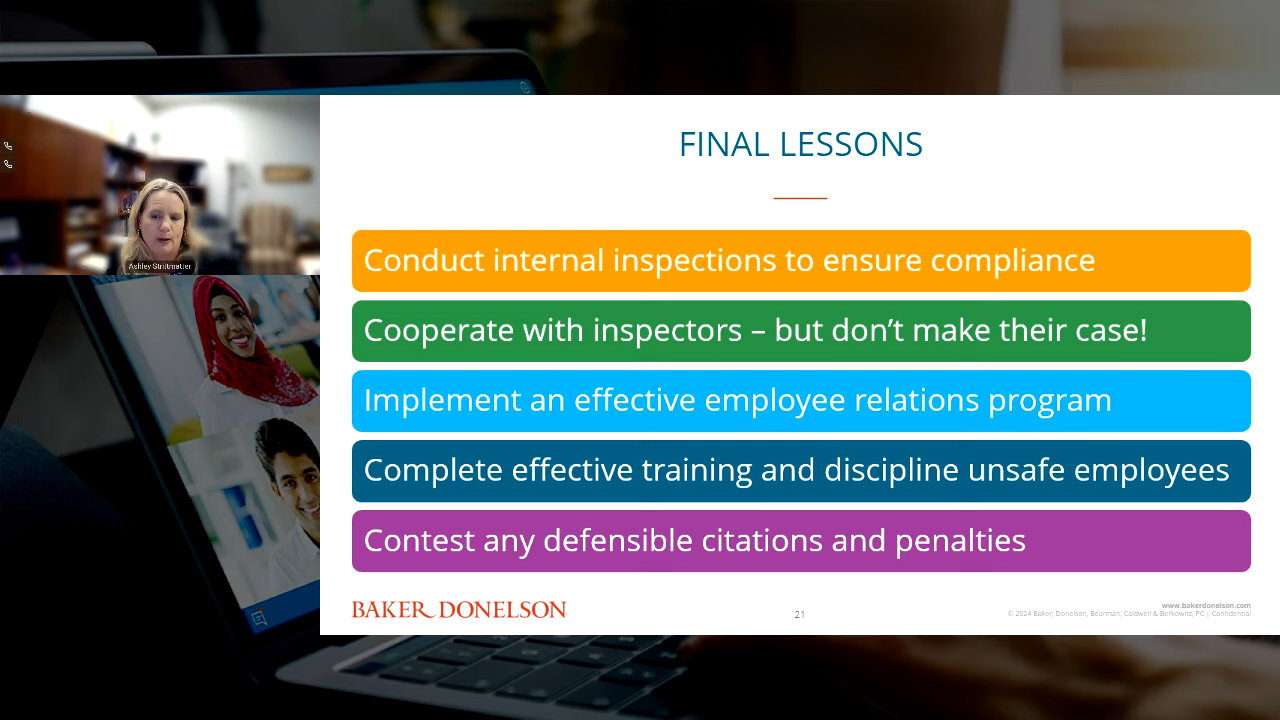 Ashley Strittmatter
FINAL LESSONS
Conduct internal inspections to ensure compliance
Cooperate with inspectors – but don’t make their case!
Implement an effective employee relations program
Complete effective training and discipline unsafe employees
Contest any defensible citations and penalties
BAKER DONELSON
21
www.bakerdonelson.com
© 2024 Baker, Donelson, Bearman, Caldwell & Berkowitz, PC | Confidential